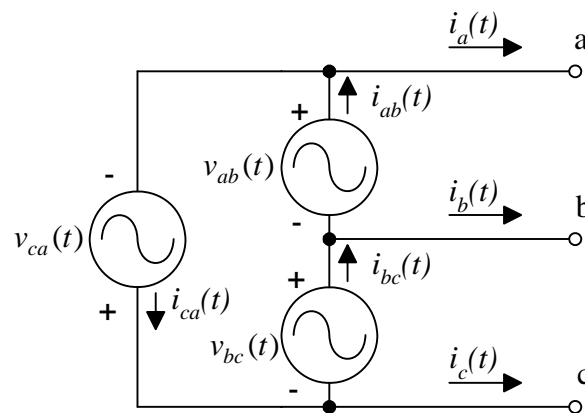 i_a(t)
a
+
i_ab(t)
v_ab(t)
-
-
i_b(t)
b
v_ca(t)
+
i_bc(t)
+
i_ca(t)
v_bc(t)
-
i_c(t)
c